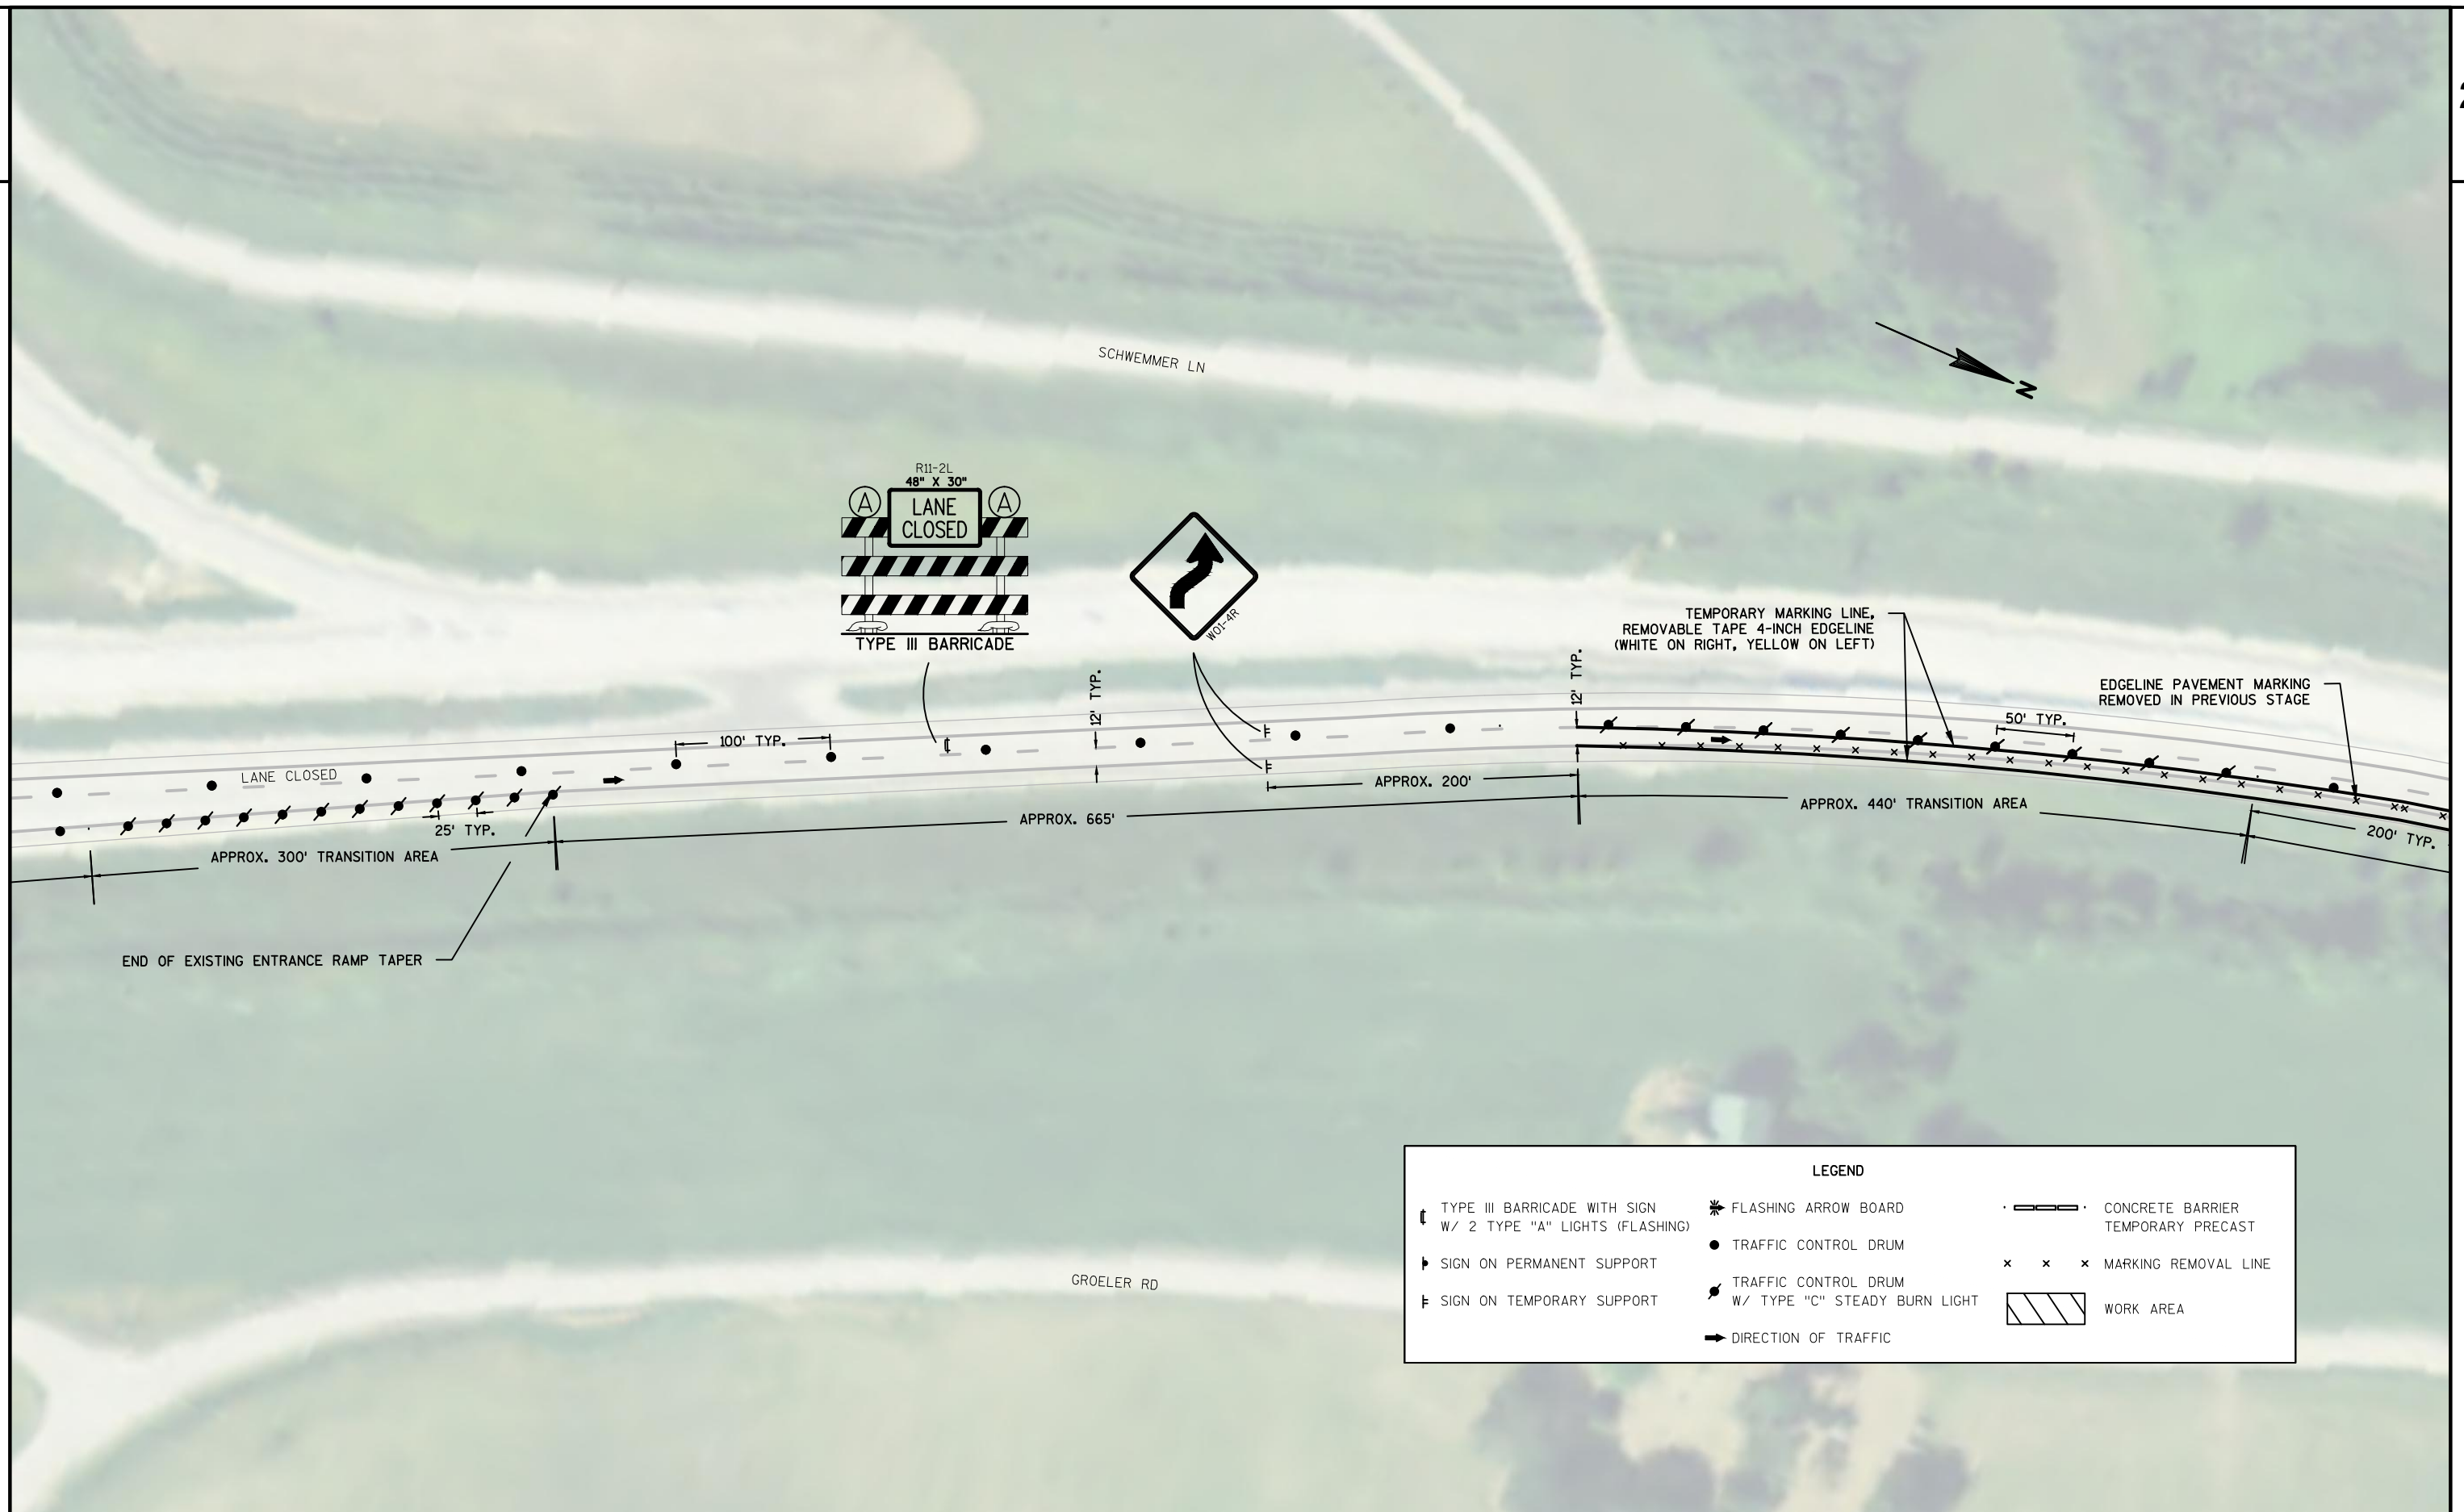 2
SCHWEMMER LN
N
R11-2L
48" X 30"
A
LANE
CLOSED
A
TYPE III BARRICADE
WO1-4R
TEMPORARY MARKING LINE,
REMOVABLE TAPE 4-INCH EDGELINE
(WHITE ON RIGHT, YELLOW ON LEFT)
EDGELINE PAVEMENT MARKING
REMOVED IN PREVIOUS STAGE
12' TYP.
12' TYP.
50' TYP.
100' TYP.
LANE CLOSED
25' TYP.
APPROX. 200'
APPROX. 300' TRANSITION AREA
APPROX. 665'
APPROX. 440' TRANSITION AREA
200' TYP.
END OF EXISTING ENTRANCE RAMP TAPER
GROELER RD
LEGEND
TYPE III BARRICADE WITH SIGN
W/ 2 TYPE "A" LIGHTS (FLASHING)
SIGN ON PERMANENT SUPPORT
SIGN ON TEMPORARY SUPPORT
FLASHING ARROW BOARD
TRAFFIC CONTROL DRUM
TRAFFIC CONTROL DRUM
W/ TYPE "C" STEADY BURN LIGHT
DIRECTION OF TRAFFIC
CONCRETE BARRIER
TEMPORARY PRECAST
MARKING REMOVAL LINE
WORK AREA